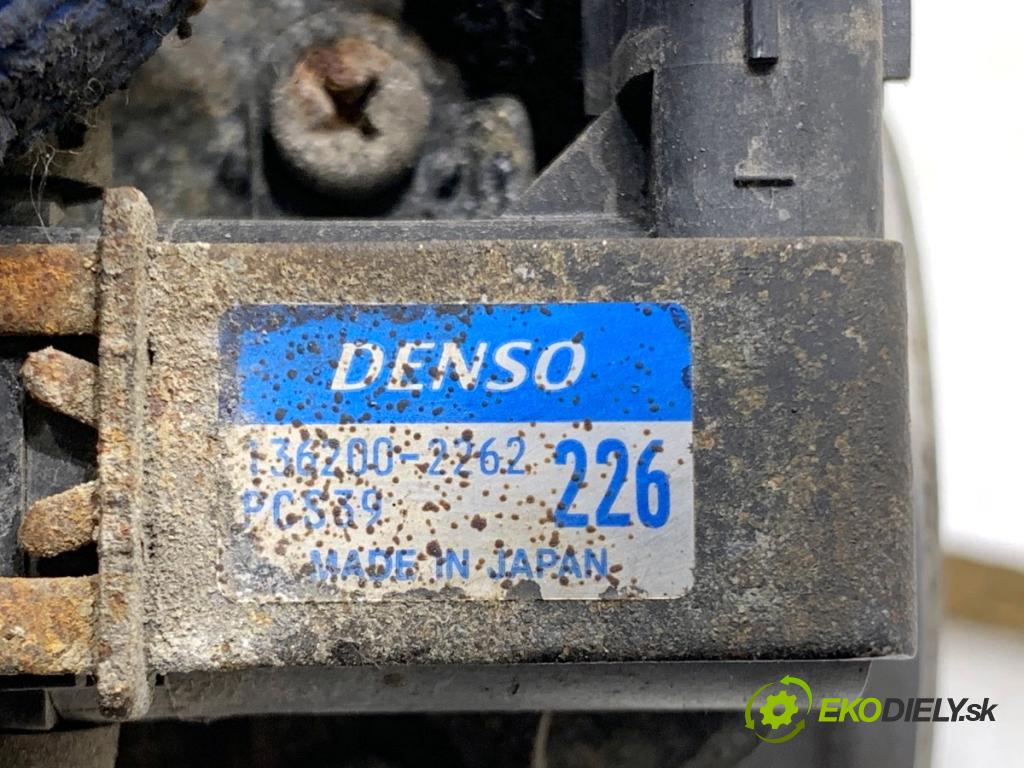 DENSO
136200-2262
PCS39
226
MADE IN JAPAN
EKODIELY.sk